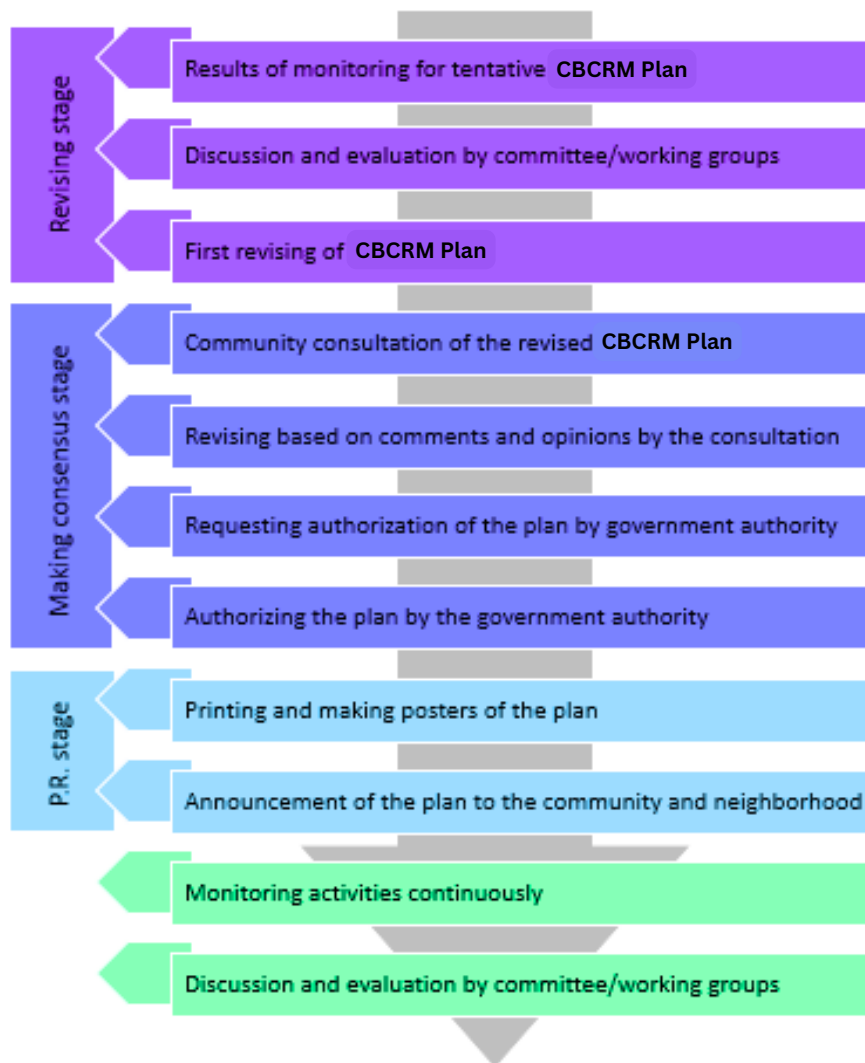 Revising stage
Results of monitoring for tentative CBCRM Plan
Discussion and evaluation by committee/working groups
First revising of CBCRM Plan
Making consensus stage
Community consultation of the revised CBCRM Plan
Revising based on comments and opinions by the consultation
Requesting authorization of the plan by government authority
Authorizing the plan by the government authority
P.R. stage
Printing and making posters of the plan
Announcement of the plan to the community and neighborhood
Monitoring activities continuously
Discussion and evaluation by committee/working groups